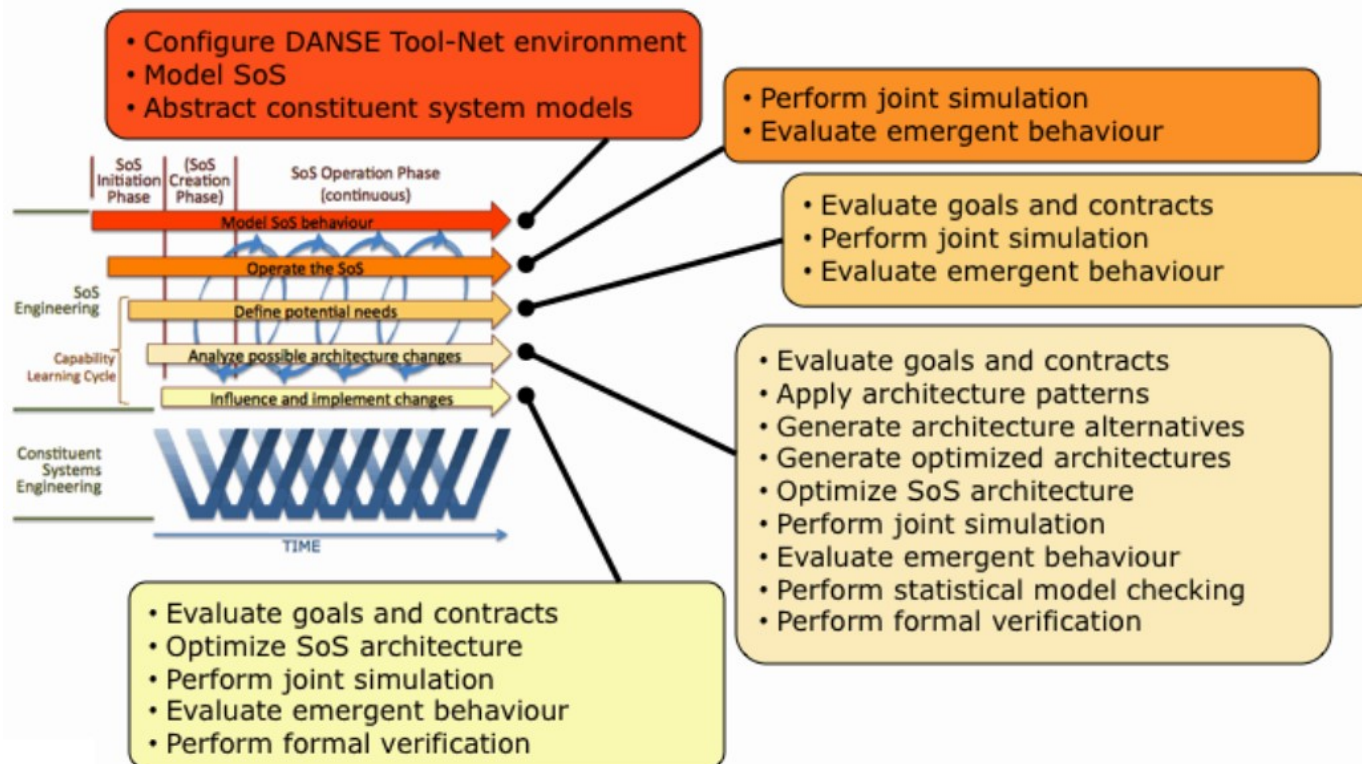 • Configure DANSE Tool-Net environment
• Model SoS
• Abstract constituent system models
• Perform joint simulation
• Evaluate emergent behaviour
• Evaluate goals and contracts
• Perform joint simulation
• Evaluate emergent behaviour
SoS
Initiation
Phase
(SoS
Creation
Phase)
SoS Operation Phase
(continuous)
Model SoS behaviour
Operate the SoS
SoS
Engineering
Define potential needs
Capability
Learning Cycle
Analyze possible architecture changes
Influence and implement changes
Constituent
Systems
Engineering
TIME
• Evaluate goals and contracts
• Apply architecture patterns
• Generate architecture alternatives
• Generate optimized architectures
• Optimize SoS architecture
• Perform joint simulation
• Evaluate emergent behaviour
• Perform statistical model checking
• Perform formal verification
• Evaluate goals and contracts
• Optimize SoS architecture
• Perform joint simulation
• Evaluate emergent behaviour
• Perform formal verification